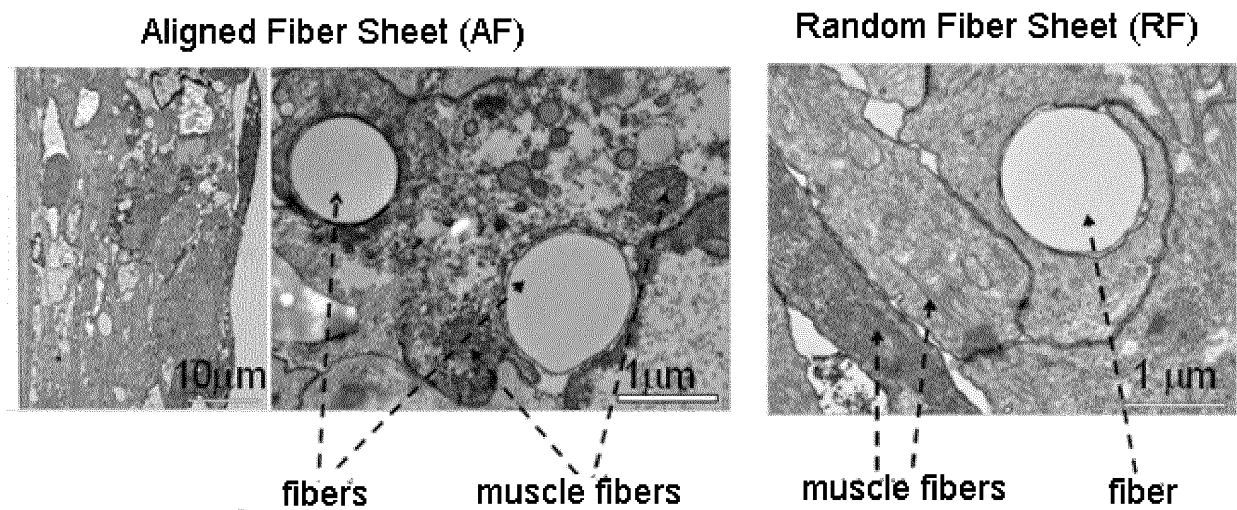 Aligned Fiber Sheet (AF)
Random Fiber Sheet (RF)
10μm
1μm
1 μm
fibers
muscle fibers
muscle fibers
fiber